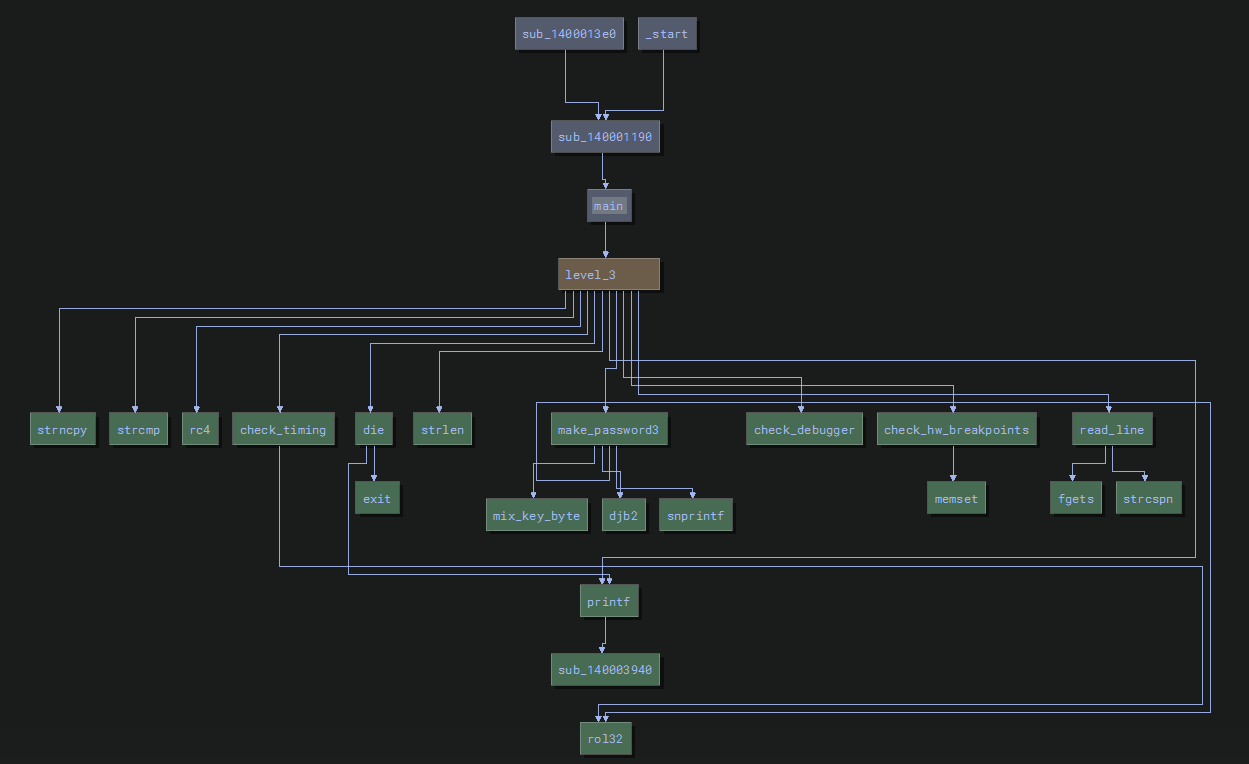 sub_1400013e0
_start
sub_140001190
main
level_3
strncpy
strcmp
rc4
check_timing
die
strlen
make_password3
check_debugger
check_hw_breakpoints
read_line
exit
mix_key_byte
djb2
snprintf
memset
fgets
strcspn
printf
sub_140003940
rol32